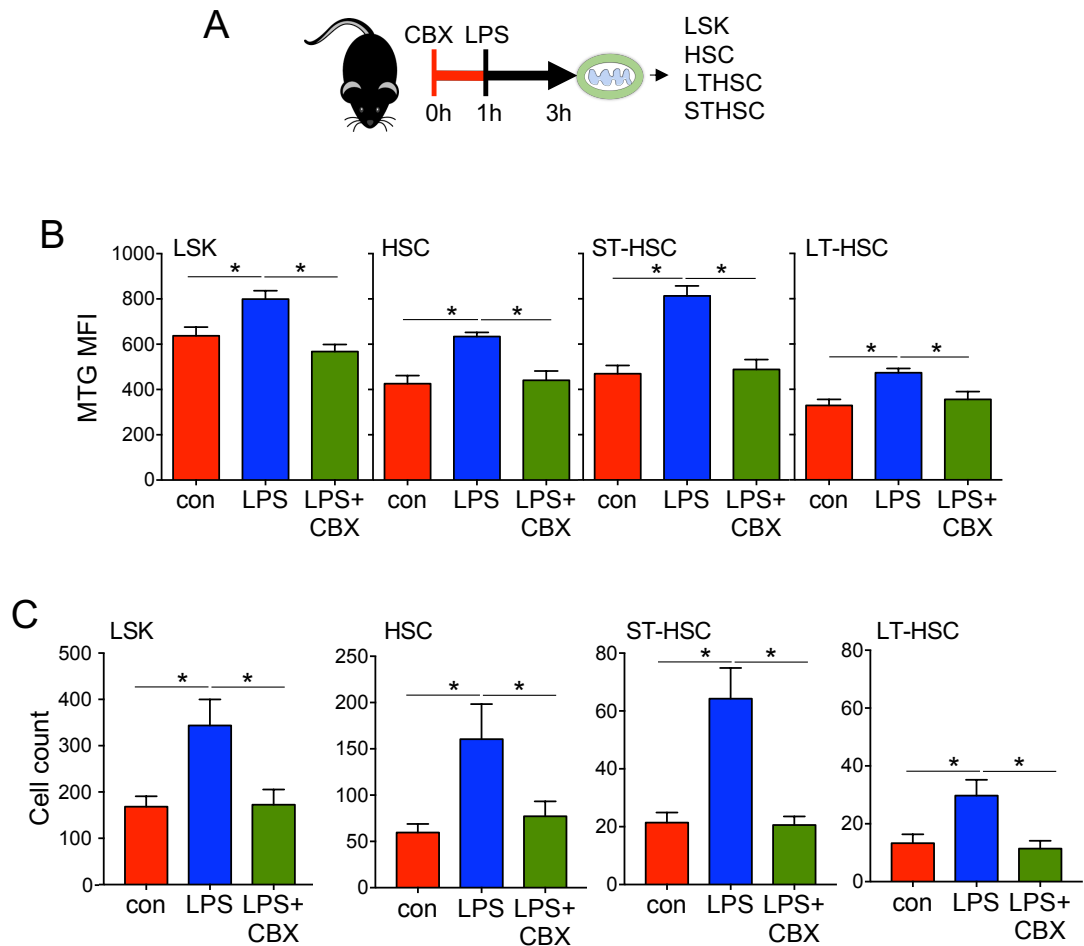 A
CBX LPS
0h 1h 3h
LSK
HSC
LTHSC
STHSC
B
MTG MFI
1000
800
600
400
200
0
LSK
* *
con LPS LPS+
CBX
HSC
* *
con LPS LPS+
CBX
ST-HSC
* *
con LPS LPS+
CBX
LT-HSC
* *
con LPS LPS+
CBX
C
Cell count
LSK
500
400
300
200
100
0
* *
con LPS LPS+
CBX
HSC
250
200
150
100
50
0
* *
con LPS LPS+
CBX
ST-HSC
80
60
40
20
0
* *
con LPS LPS+
CBX
LT-HSC
80
60
40
20
0
* *
con LPS LPS+
CBX